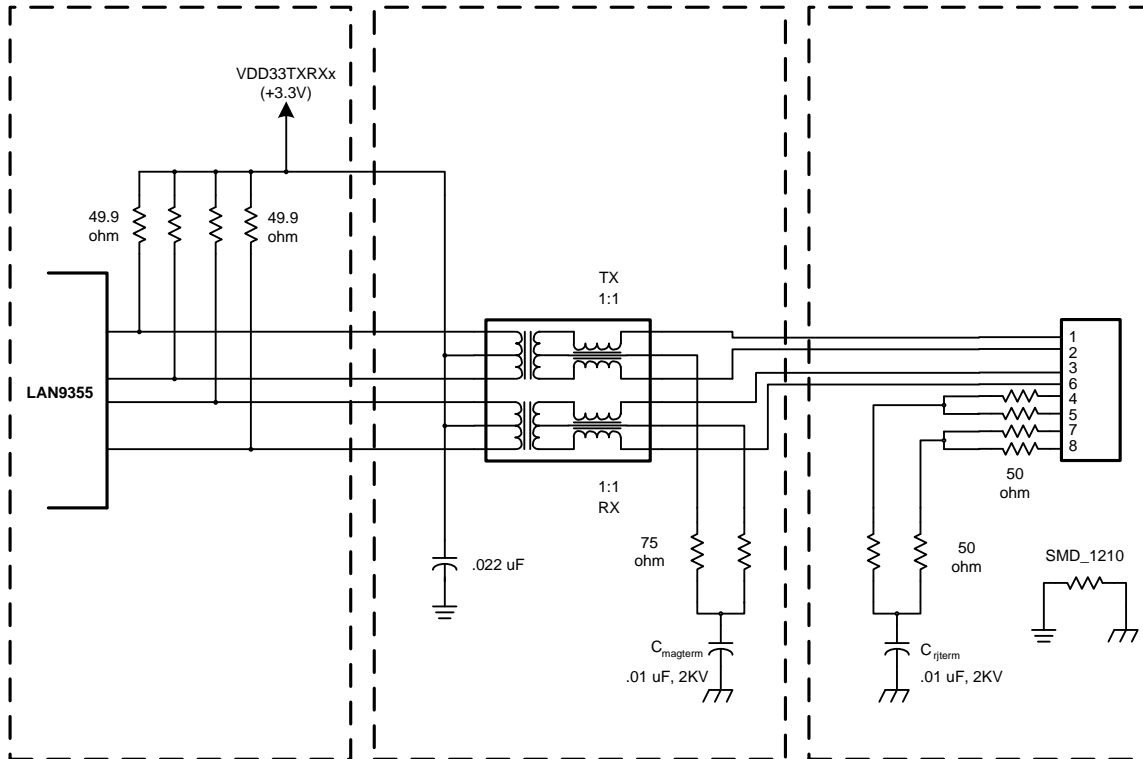 VDD33TXRXx
(+3.3V)
49.9
ohm
49.9
ohm
LAN9355
TX
1:1
1:1
RX
.022 uF
75
ohm
Cmagterm
.01 uF, 2KV
1
2
3
6
4
5
7
8
50
ohm
50
ohm
SMD_1210
Crjterm
.01 uF, 2KV